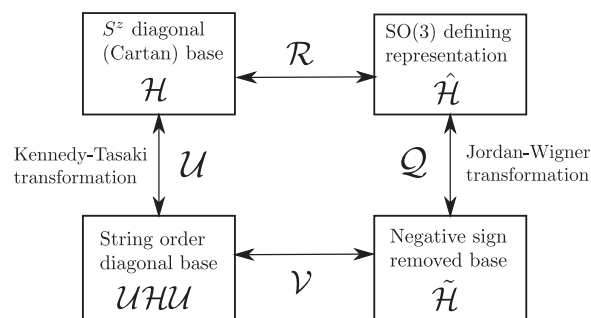 S^z diagonal
(Cartan) base
ℋ
ℛ
SO(3) defining
representation
ℋ̂
Kennedy-Tasaki
transformation
𝒰
𝒬
Jordan-Wigner
transformation
String order
diagonal base
𝒰ℋ𝒰
𝒱
Negative sign
removed base
ℋ̃